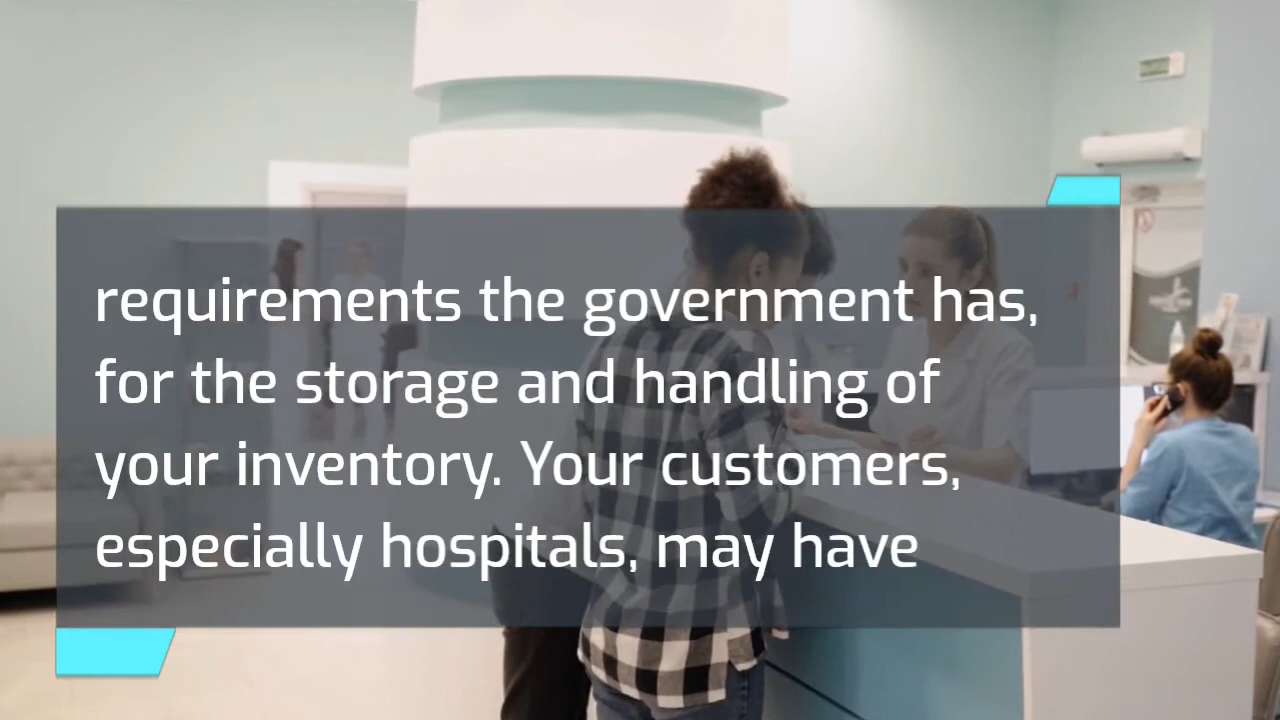 requirements the government has,
for the storage and handling of
your inventory. Your customers,
especially hospitals, may have